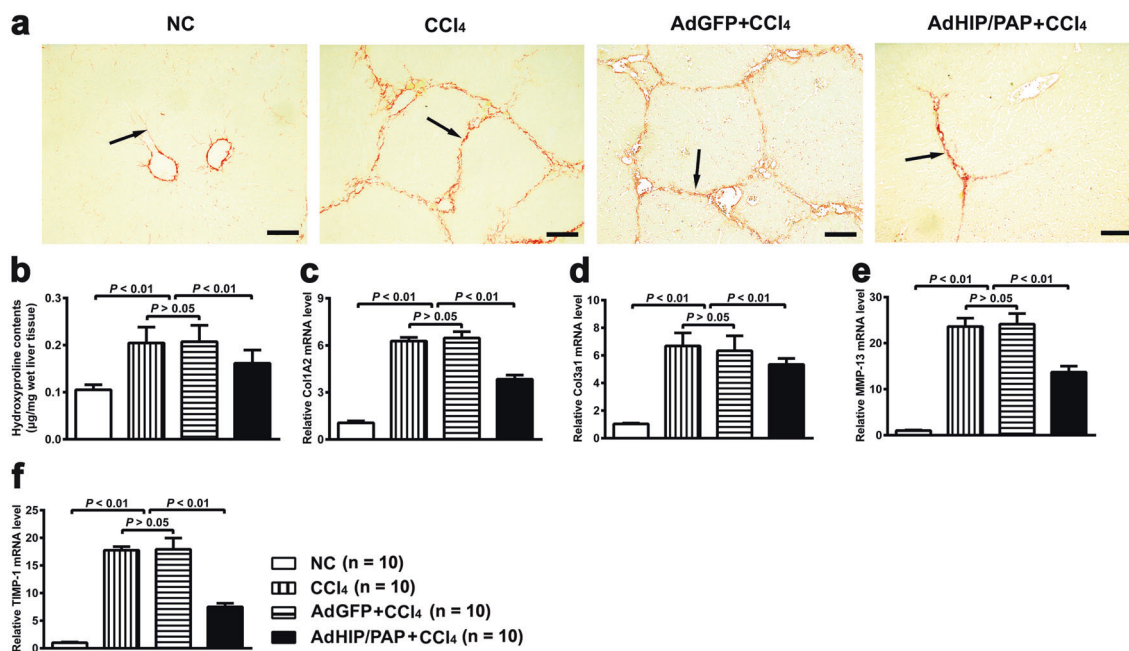 a
NC
CCl4
AdGFP+CCl4
AdHIP/PAP+CCl4
b
Hydroxyproline contents
(μg/mg wet liver tissue)
0.3
0.2
0.1
0.0
P < 0.01
P < 0.01
P > 0.05
c
Relative Col1A2 mRNA level
9
6
3
0
P < 0.01
P < 0.01
P > 0.05
d
Relative Col3a1 mRNA level
10
8
6
4
2
0
P < 0.01
P < 0.01
P > 0.05
e
Relative MMP-13 mRNA level
30
25
20
15
10
5
0
P < 0.01
P < 0.01
P > 0.05
f
Relative TIMP-1 mRNA level
25
20
15
10
5
0
P < 0.01
P < 0.01
P > 0.05
NC (n = 10)
CCl4 (n = 10)
AdGFP+CCl4 (n = 10)
AdHIP/PAP+CCl4 (n = 10)